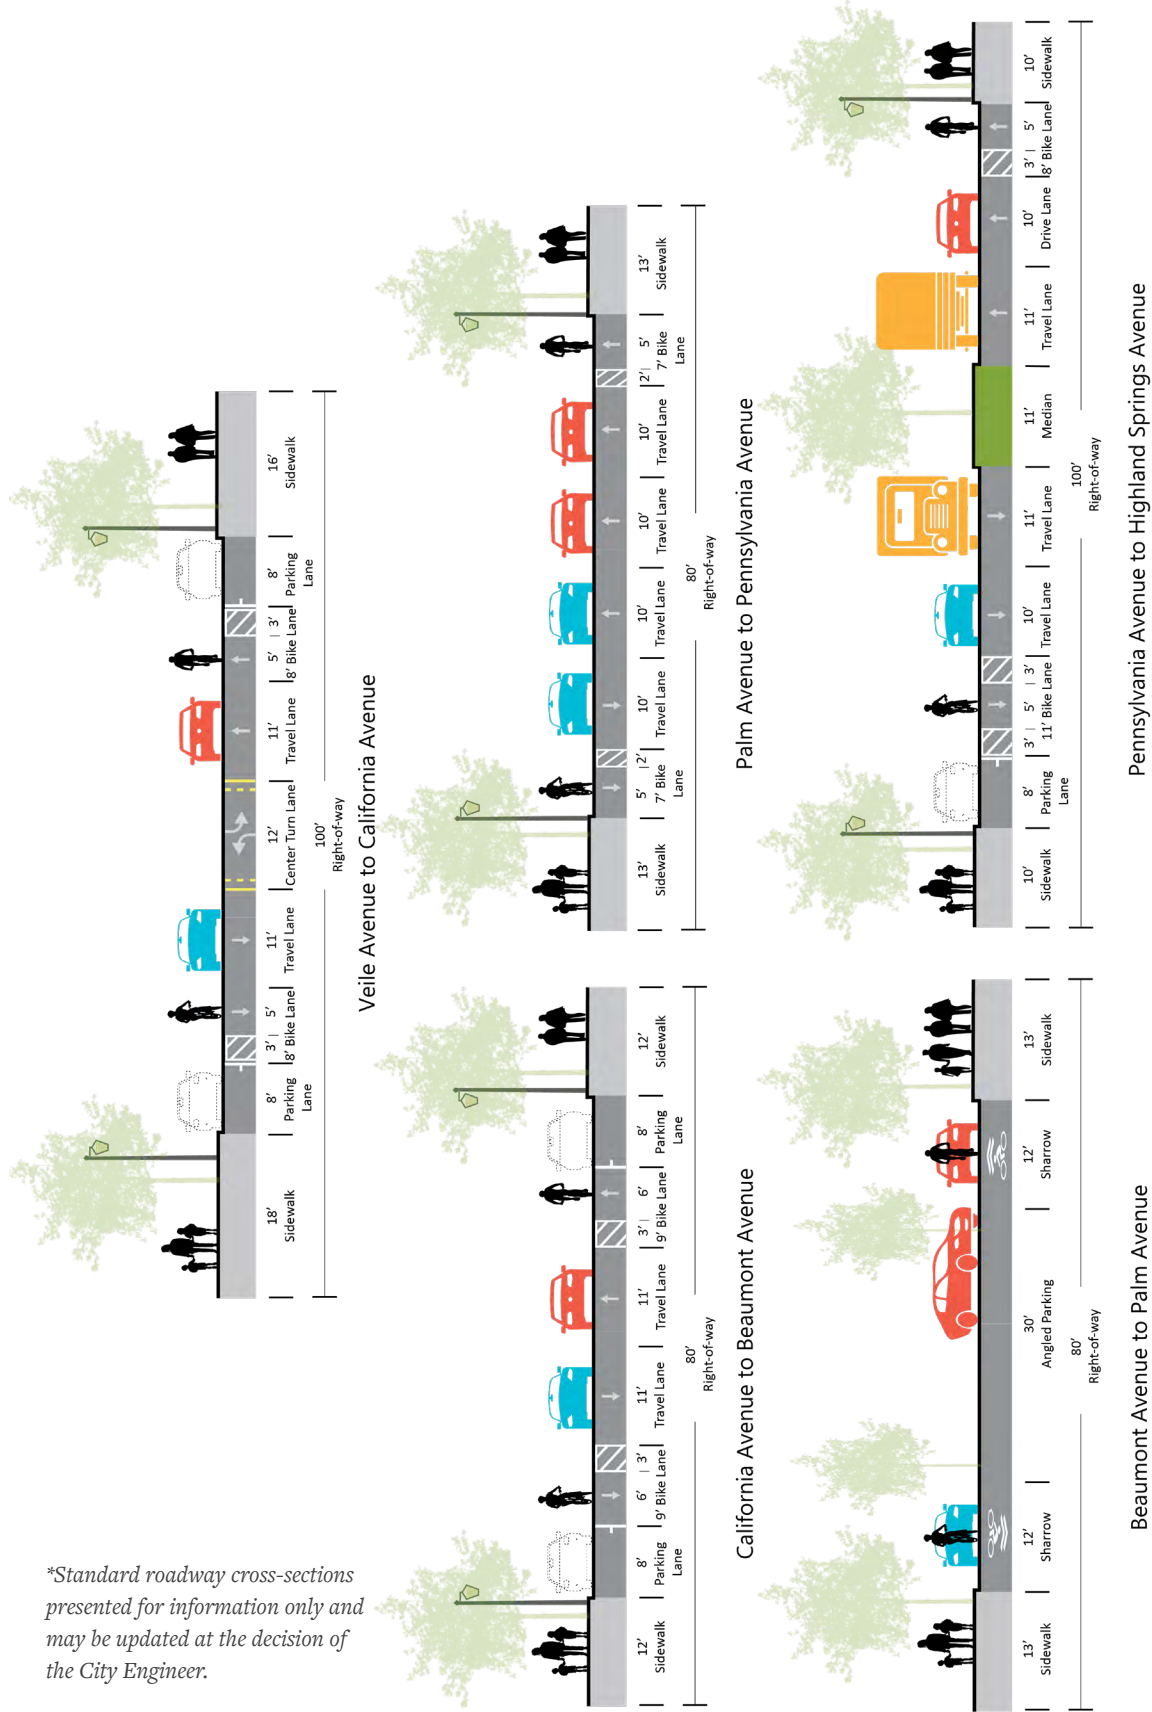 18'
Sidewalk
8'
Parking
Lane
3'
5'
8' Bike Lane
11'
Travel Lane
12'
Center Turn Lane
11'
Travel Lane
5'
3'
8' Bike Lane
8'
Parking
Lane
16'
Sidewalk
100'
Right-of-way
Veile Avenue to California Avenue
12'
Sidewalk
8'
Parking
Lane
6'
3'
9' Bike Lane
11'
Travel Lane
11'
Travel Lane
3'
6'
9' Bike Lane
8'
Parking
Lane
12'
Sidewalk
80'
Right-of-way
California Avenue to Beaumont Avenue
13'
Sidewalk
5'
2'
7' Bike
Lane
10'
Travel Lane
10'
Travel Lane
10'
Travel Lane
10'
Travel Lane
2'
5'
7' Bike
Lane
13'
Sidewalk
80'
Right-of-way
Palm Avenue to Pennsylvania Avenue
13'
Sidewalk
12'
Sharrow
30'
Angled Parking
12'
Sharrow
13'
Sidewalk
80'
Right-of-way
Beaumont Avenue to Palm Avenue
10'
Sidewalk
8'
Parking
Lane
3'
5'
3'
11' Bike Lane
10'
Travel Lane
11'
Travel Lane
11'
Median
11'
Travel Lane
10'
Drive Lane
3'
5'
8' Bike Lane
10'
Sidewalk
100'
Right-of-way
Pennsylvania Avenue to Highland Springs Avenue
*Standard roadway cross-sections
presented for information only and
may be updated at the decision of
the City Engineer.